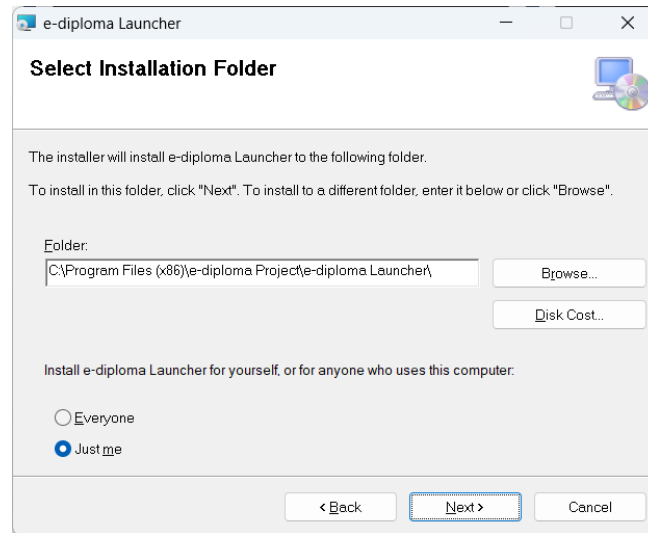 e-diploma Launcher
Select Installation Folder
The installer will install e-diploma Launcher to the following folder.
To install in this folder, click "Next". To install to a different folder, enter it below or click "Browse".
Folder:
C:\Program Files (x86)\e-diploma Project\e-diploma Launcher\
Browse...
Disk Cost...
Install e-diploma Launcher for yourself, or for anyone who uses this computer:
Everyone
Just me
< Back
Next >
Cancel